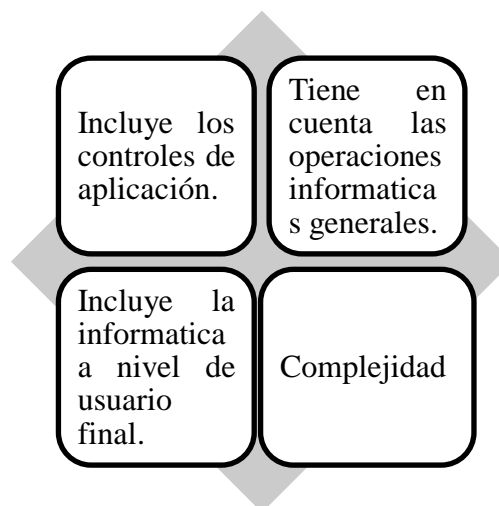 Incluye los
controles de
aplicación.
Tiene en
cuenta las
operaciones
informatica
s generales.
Incluye la
informatica
a nivel de
usuario
final.
Complejidad